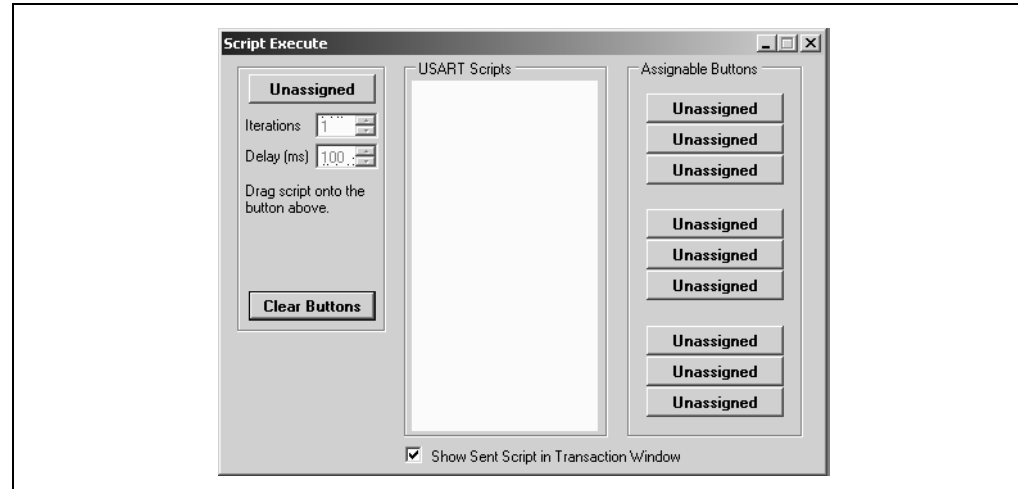 Script Execute
Unassigned
Iterations 1
Delay (ms) 100
Drag script onto the
button above.
Clear Buttons
USART Scripts
Assignable Buttons
Unassigned
Unassigned
Unassigned
Unassigned
Unassigned
Unassigned
Unassigned
Unassigned
Unassigned
Show Sent Script in Transaction Window